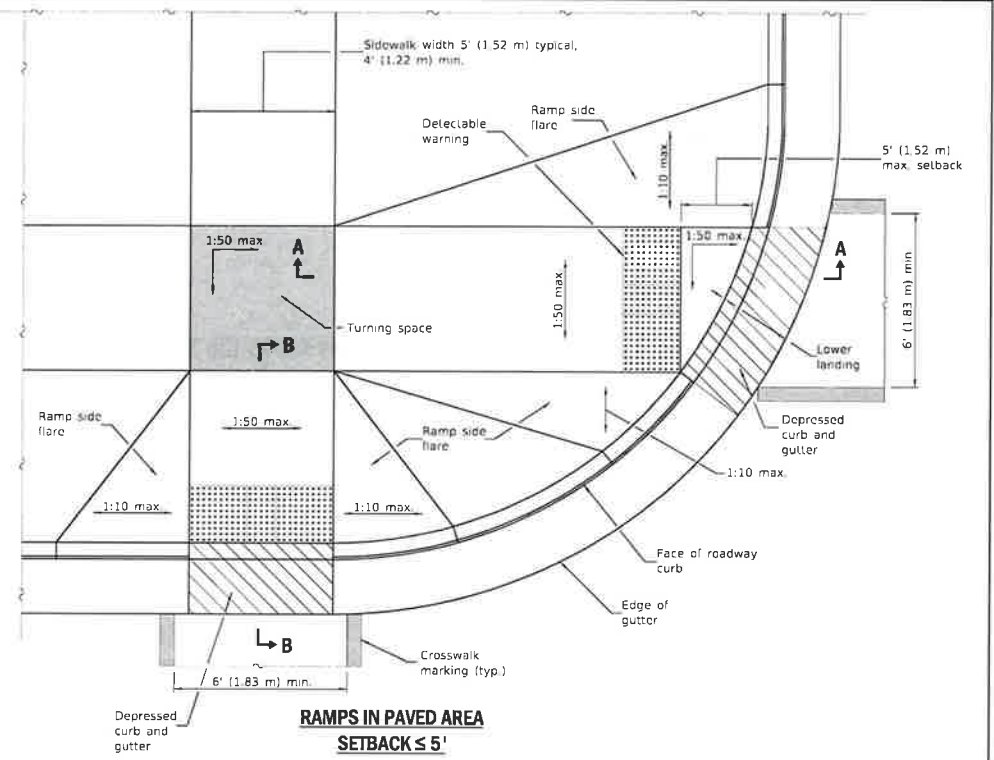 Sidewalk width 5' (1.52 m) typical,
4' (1.22 m) min.
Detectable
warning
Ramp side
flare
1:10 max.
5' (1.52 m)
max. setback
1:50 max.
A
1:50 max.
A
1:50 max.
Turning space
B
6' (1.83 m) min.
Lower
landing
Ramp side
flare
1:50 max.
Ramp side
flare
Depressed
curb and
gutter
1:10 max.
1:10 max.
1:10 max.
Face of roadway
curb
Edge of
gutter
B
Crosswalk
marking (typ.)
6' (1.83 m) min.
Depressed
curb and
gutter
RAMPS IN PAVED AREA
SETBACK ≤ 5'